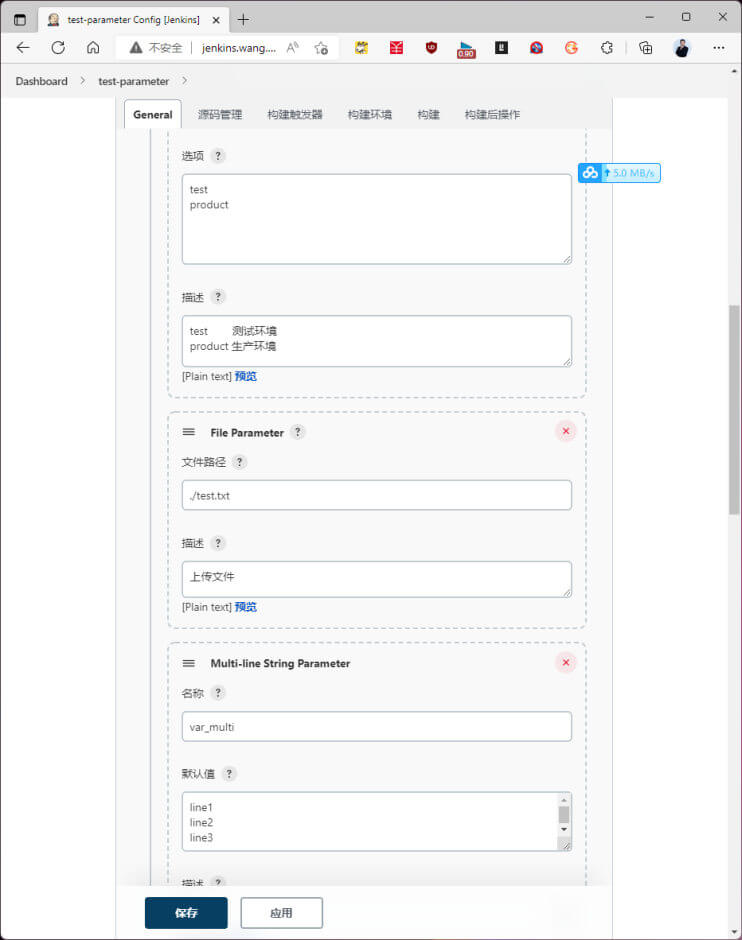 test-parameter Config [Jenkins]
不安全 jenkins.wang....
0.90
Dashboard test-parameter
General 源码管理 构建触发器 构建环境 构建 构建后操作
选项 ?
5.0 MB/s
test
product
描述 ?
test 测试环境
product 生产环境
[Plain text] 预览
File Parameter ?
文件路径 ?
./test.txt
描述 ?
上传文件
[Plain text] 预览
Multi-line String Parameter
名称 ?
var_multi
默认值 ?
line1
line2
line3
描述 ?
保存 应用